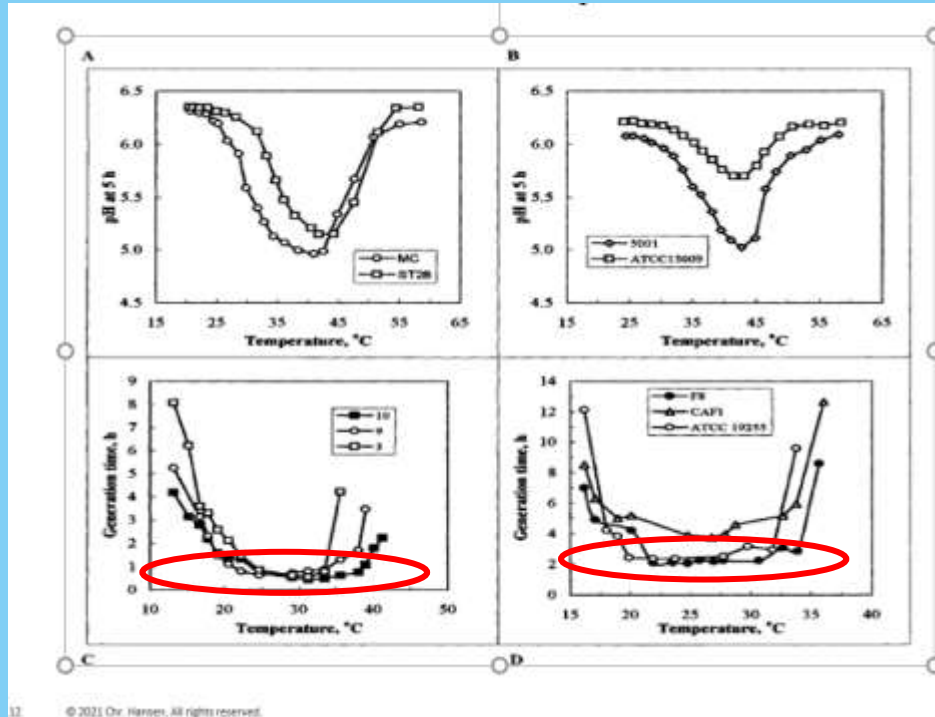 A
B
6.5
6.0
5.5
5.0
4.5
pH at 5 h
MC
ST2B
15 25 35 45 55 65
Temperature, °C
6.5
6.0
5.5
5.0
4.5
pH at 5 h
5001
ATCC15009
15 25 35 45 55 65
Temperature, °C
9
8
7
6
5
4
3
2
1
0
Generation time, h
10
9
3
10 20 30 40 50
Temperature, °C
14
12
10
8
6
4
2
0
Generation time, h
CAF1
ATCC 10255
15 20 25 30 35 40
Temperature, °C
C
D
12 © 2021 Chr. Hansen. All rights reserved.